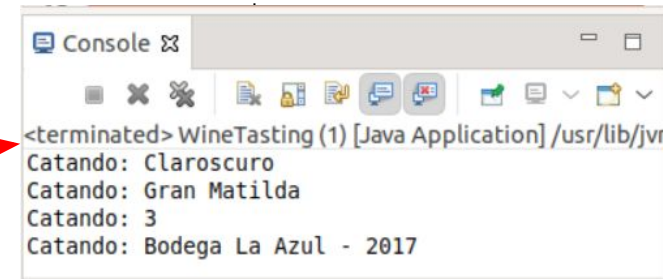 Console
<terminated> WineTasting (1) [Java Application] /usr/lib/jvr
Catando: Claroscuro
Catando: Gran Matilda
Catando: 3
Catando: Bodega La Azul - 2017